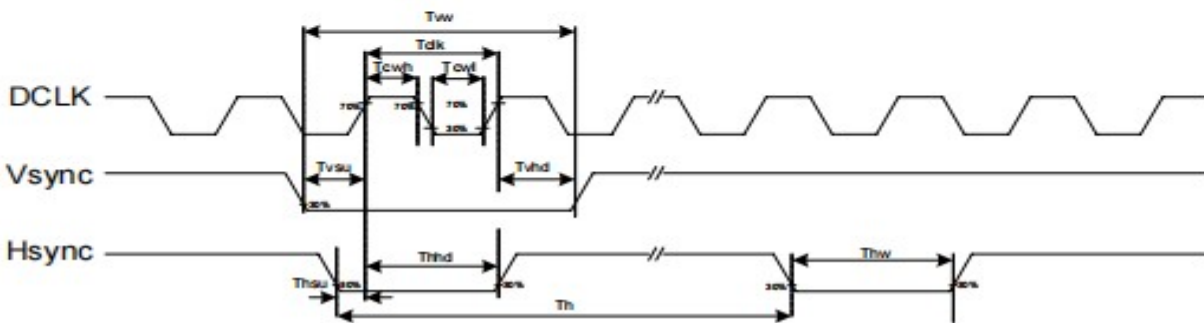 Tvw
Tclk
Tcwh Tcwl
DCLK 70% 70% 70%
30%
Vsync Tvsu Tvhd
30%
Hsync Thhd Thw
Thsu 30% 30% 30% 30%
Th